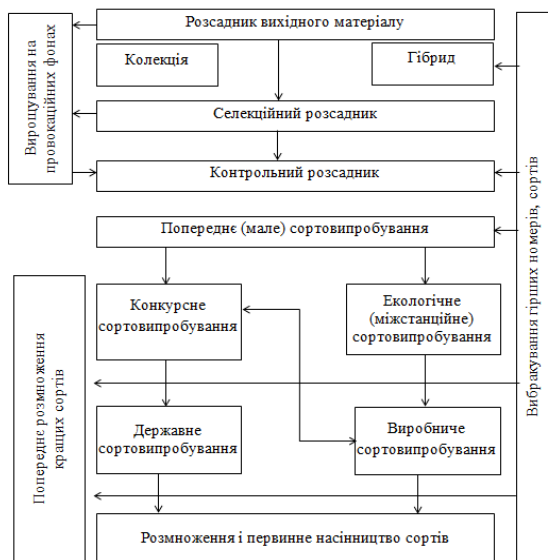 Розсадник вихідного матеріалу
Колекція
Гібрид
Вирощування на
провокаційних фонах
Селекційний розсадник
Контрольний розсадник
Попереднє (мале) сортовипробування
Конкурсне
сортовипробування
Екологічне
(міжстанційне)
сортовипробування
Державне
сортовипробування
Виробниче
сортовипробування
Попереднє розмноження
кращих сортів
Вибракування гірших номерів, сортів
Розмноження і первинне насінництво сортів